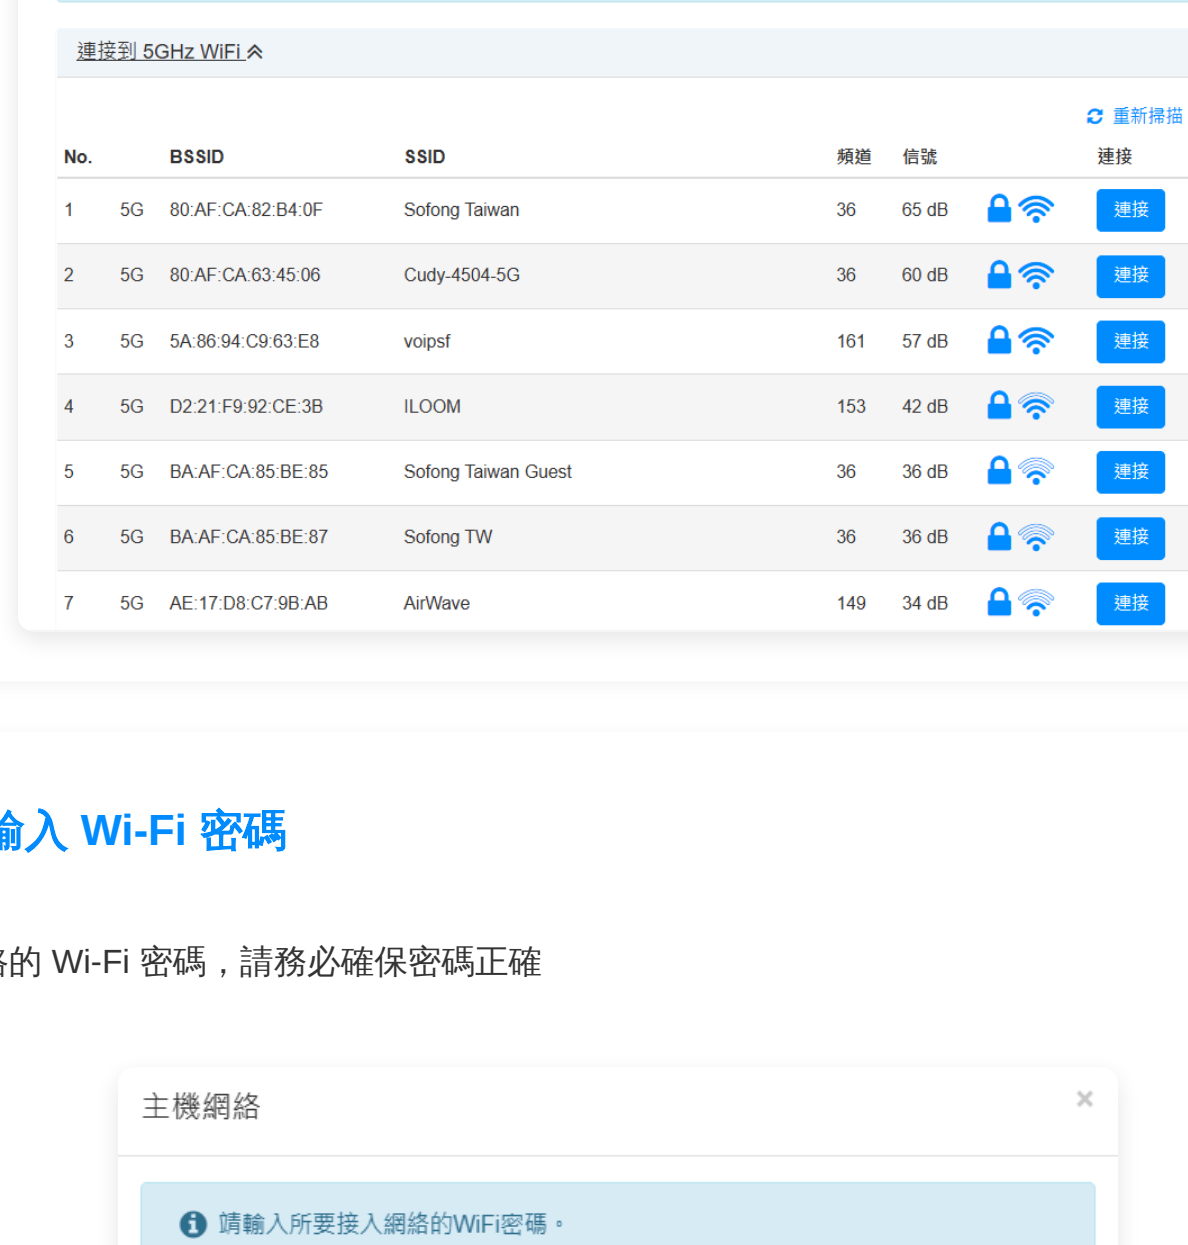 連接到 5GHz WiFi
重新掃描
No. BSSID SSID 頻道 信號 連接
1 5G 80:AF:CA:82:B4:0F Sofong Taiwan 36 65 dB 連接
2 5G 80:AF:CA:63:45:06 Cudy-4504-5G 36 60 dB 連接
3 5G 5A:86:94:C9:63:E8 voipsf 161 57 dB 連接
4 5G D2:21:F9:92:CE:3B ILOOM 153 42 dB 連接
5 5G BA:AF:CA:85:BE:85 Sofong Taiwan Guest 36 36 dB 連接
6 5G BA:AF:CA:85:BE:87 Sofong TW 36 36 dB 連接
7 5G AE:17:D8:C7:9B:AB AirWave 149 34 dB 連接
輸入 Wi-Fi 密碼
絡的 Wi-Fi 密碼，請務必確保密碼正確
主機網絡 ×
請輸入所要接入網絡的WiFi密碼。